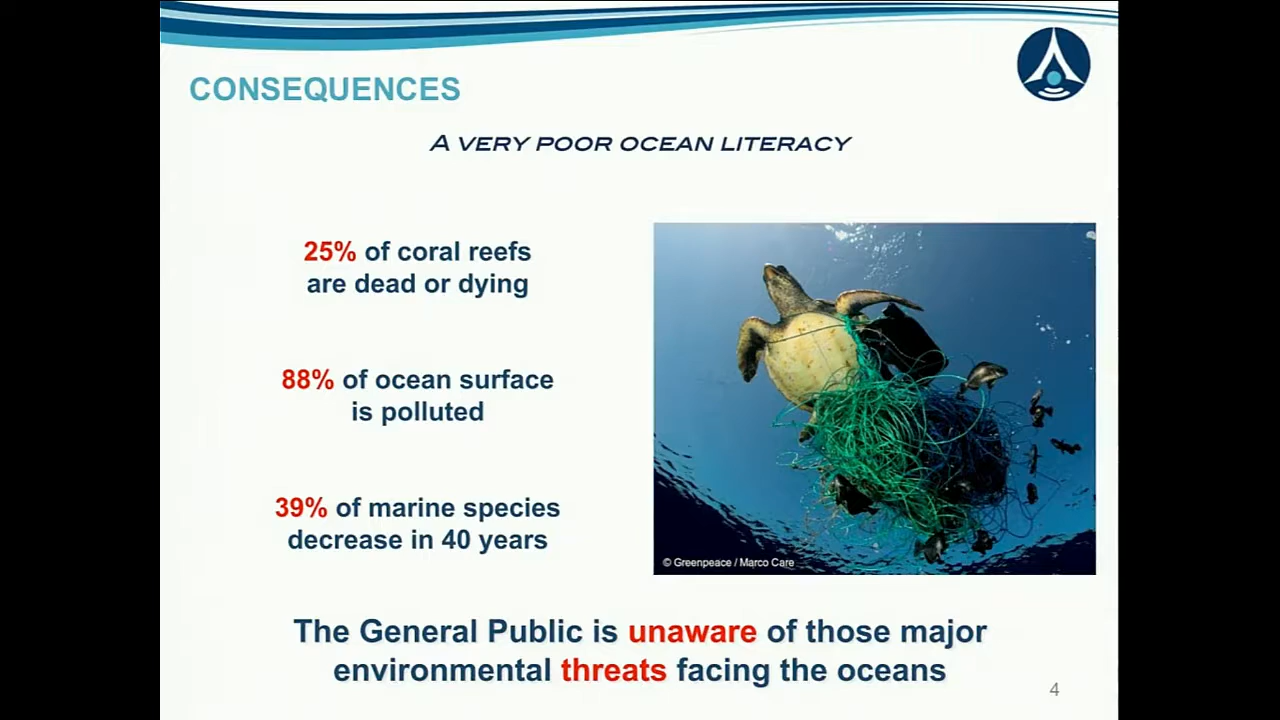 CONSEQUENCES
A VERY POOR OCEAN LITERACY
25% of coral reefs
are dead or dying
88% of ocean surface
is polluted
39% of marine species
decrease in 40 years
© Greenpeace / Marco Care
The General Public is unaware of those major
environmental threats facing the oceans
4